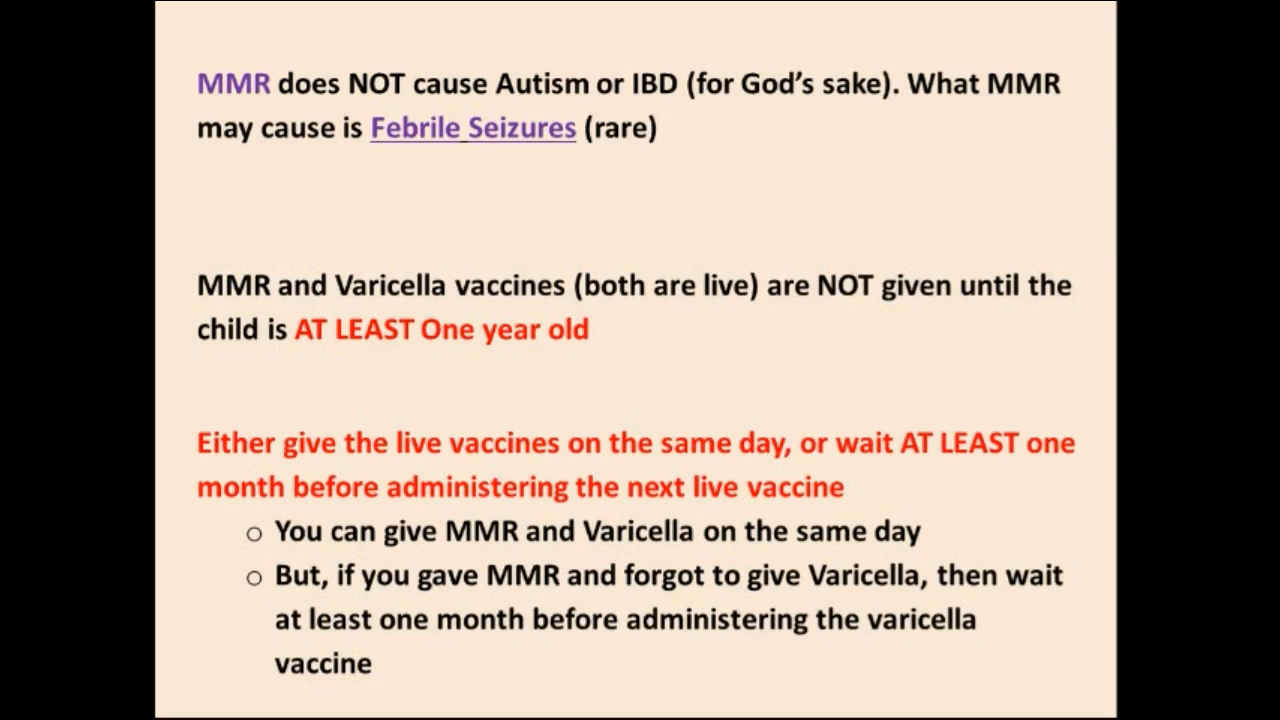 MMR does NOT cause Autism or IBD (for God’s sake). What MMR
may cause is Febrile Seizures (rare)
MMR and Varicella vaccines (both are live) are NOT given until the
child is AT LEAST One year old
Either give the live vaccines on the same day, or wait AT LEAST one
month before administering the next live vaccine
o You can give MMR and Varicella on the same day
o But, if you gave MMR and forgot to give Varicella, then wait
at least one month before administering the varicella
vaccine